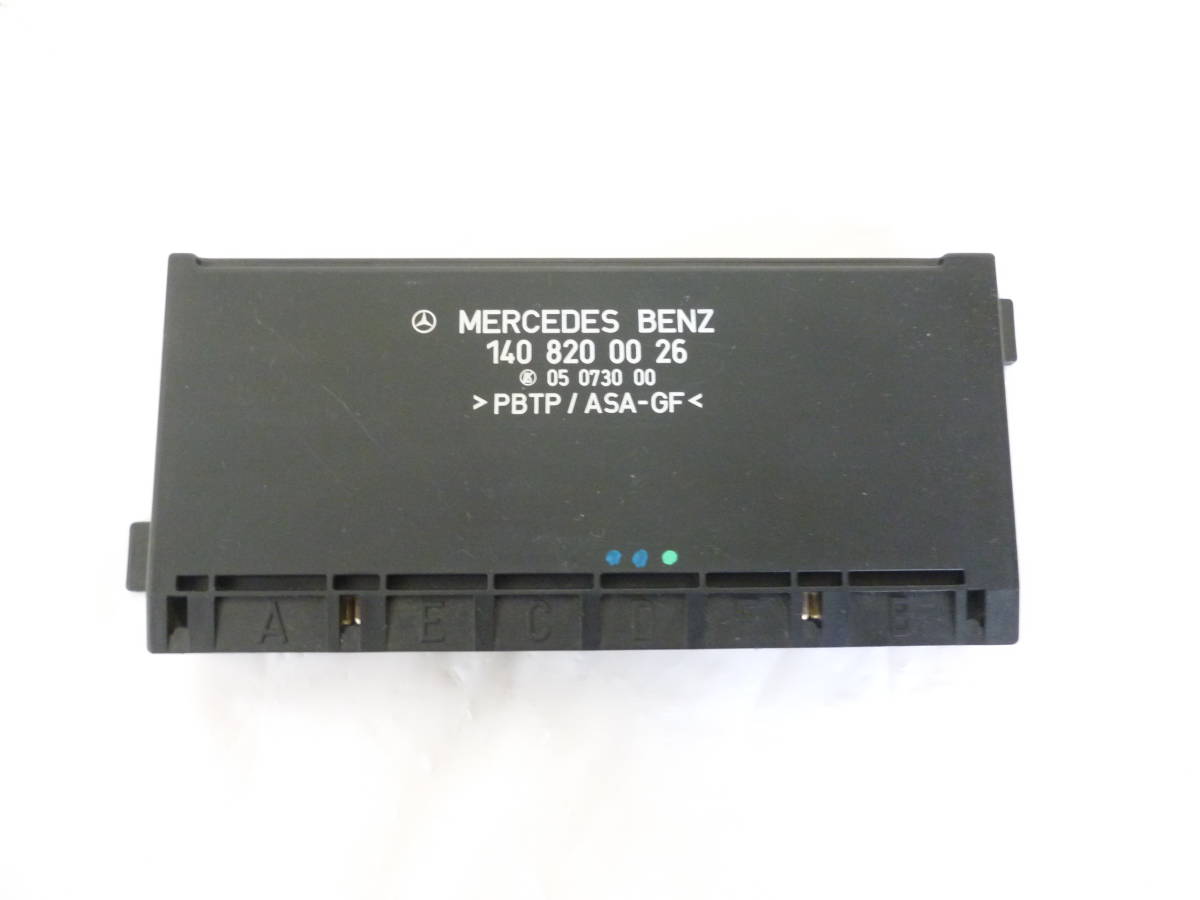 MERCEDES BENZ
140 820 00 26
05 0730 00
>PBTP/ASA-GF<
A E C D F B